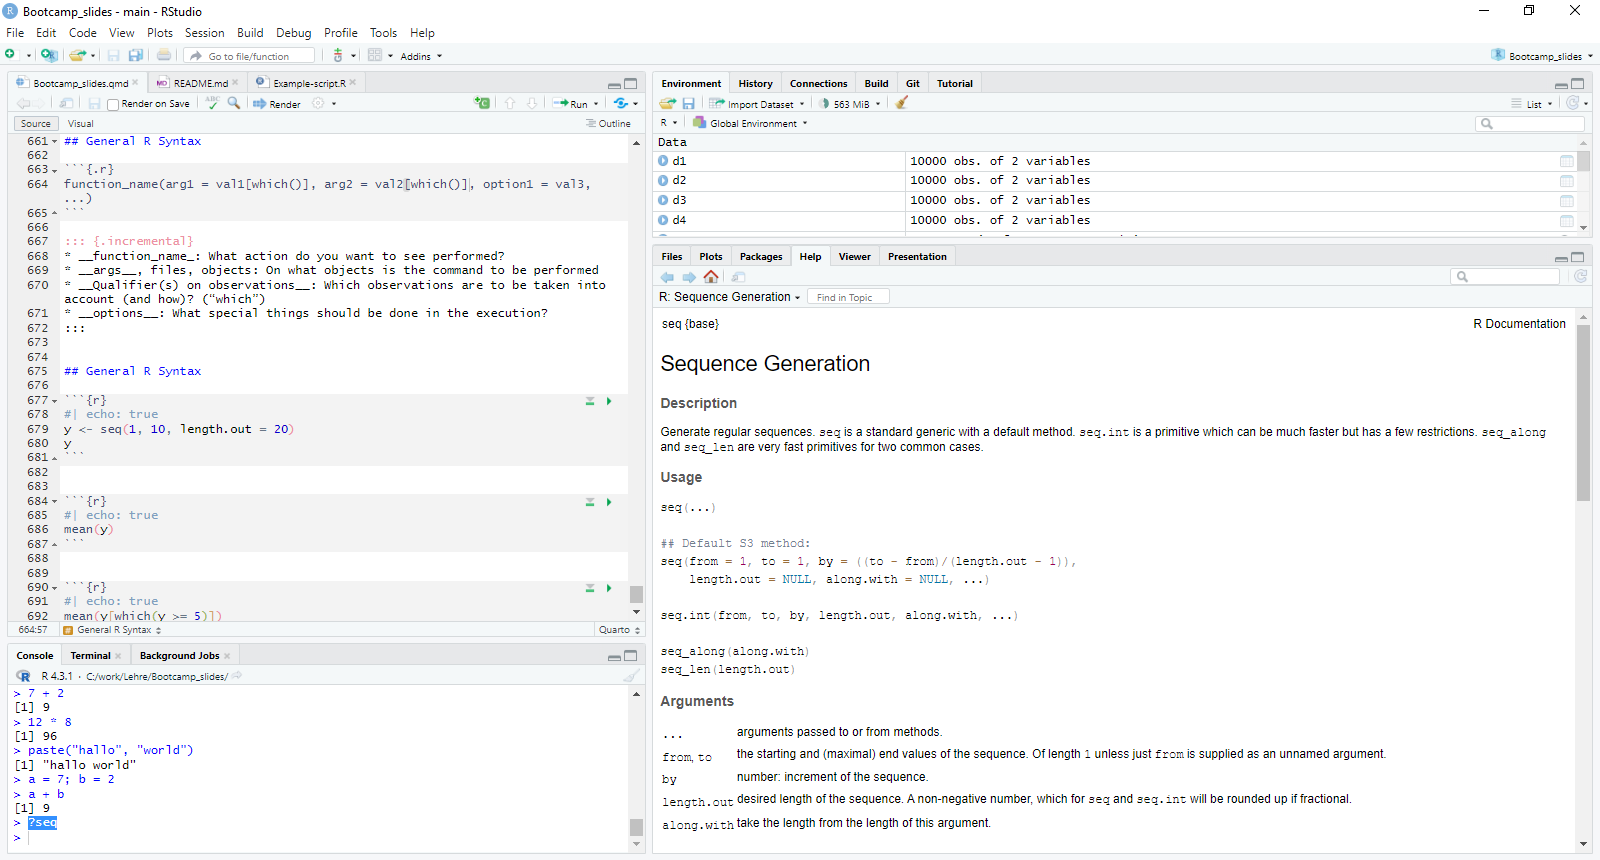 Bootcamp_slides - main - RStudio
File Edit Code View Plots Session Build Debug Profile Tools Help
Go to file/function Addins Bootcamp_slides
Bootcamp_slides.qmd README.md Example-script.R
Render on Save ABC Render Run
Source Visual Outline
661 ## General R Syntax
662
663 ```{.r}
664 function_name(arg1 = val1[which()], arg2 = val2[which()], option1 = val3,
...)
665 ```
666
667 ::: {.incremental}
668 * __function_name_: What action do you want to see performed?
669 * __args__, files, objects: On what objects is the command to be performed
670 * __Qualifier(s) on observations__: Which observations are to be taken into
account (and how)? (“which”)
671 * __options__: What special things should be done in the execution?
672 :::
673
674
675 ## General R Syntax
676
677 ```{r}
678 #| echo: true
679 y <- seq(1, 10, length.out = 20)
680 y
681 ```
682
683
684 ```{r}
685 #| echo: true
686 mean(y)
687 ```
688
689
690 ```{r}
691 #| echo: true
692 mean(y[which(y >= 5)])
664:57 # General R Syntax Quarto
Console Terminal Background Jobs
R 4.3.1 · C:/work/Lehre/Bootcamp_slides/
> 7 + 2
[1] 9
> 12 * 8
[1] 96
> paste("hallo", "world")
[1] "hallo world"
> a = 7; b = 2
> a + b
[1] 9
> ?seq
>
Environment History Connections Build Git Tutorial
Import Dataset 563 MiB List
R Global Environment
Data
d1 10000 obs. of 2 variables
d2 10000 obs. of 2 variables
d3 10000 obs. of 2 variables
d4 10000 obs. of 2 variables
Files Plots Packages Help Viewer Presentation
R: Sequence Generation Find in Topic
seq {base} R Documentation
Sequence Generation
Description
Generate regular sequences. seq is a standard generic with a default method. seq.int is a primitive which can be much faster but has a few restrictions. seq_along
and seq_len are very fast primitives for two common cases.
Usage
seq(...)
## Default S3 method:
seq(from = 1, to = 1, by = ((to - from)/(length.out - 1)),
length.out = NULL, along.with = NULL, ...)
seq.int(from, to, by, length.out, along.with, ...)
seq_along(along.with)
seq_len(length.out)
Arguments
... arguments passed to or from methods.
from, to the starting and (maximal) end values of the sequence. Of length 1 unless just from is supplied as an unnamed argument.
by number: increment of the sequence.
length.out desired length of the sequence. A non-negative number, which for seq and seq.int will be rounded up if fractional.
along.with take the length from the length of this argument.